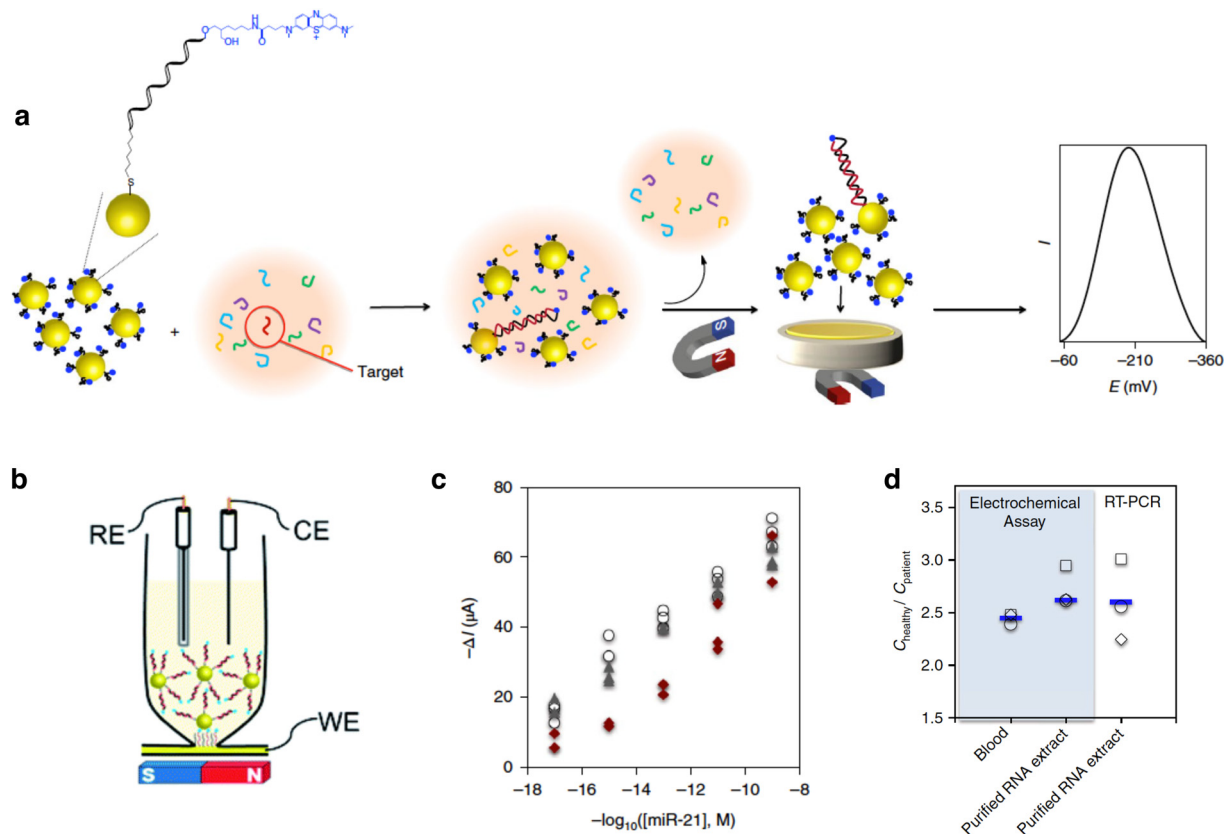 a
O
OH
H
N
O
N
N
S
+
N
S
+
Target
S
N
I
−60
−210
−360
E (mV)
b
RE
CE
WE
S
N
c
80
60
40
20
0
−ΔI (µA)
−18
−16
−14
−12
−10
−8
−log10([miR-21], M)
d
Electrochemical
Assay
RT-PCR
3.5
3.0
2.5
2.0
1.5
Chealthy/ Cpatient
Blood
Purified RNA extract
Purified RNA extract